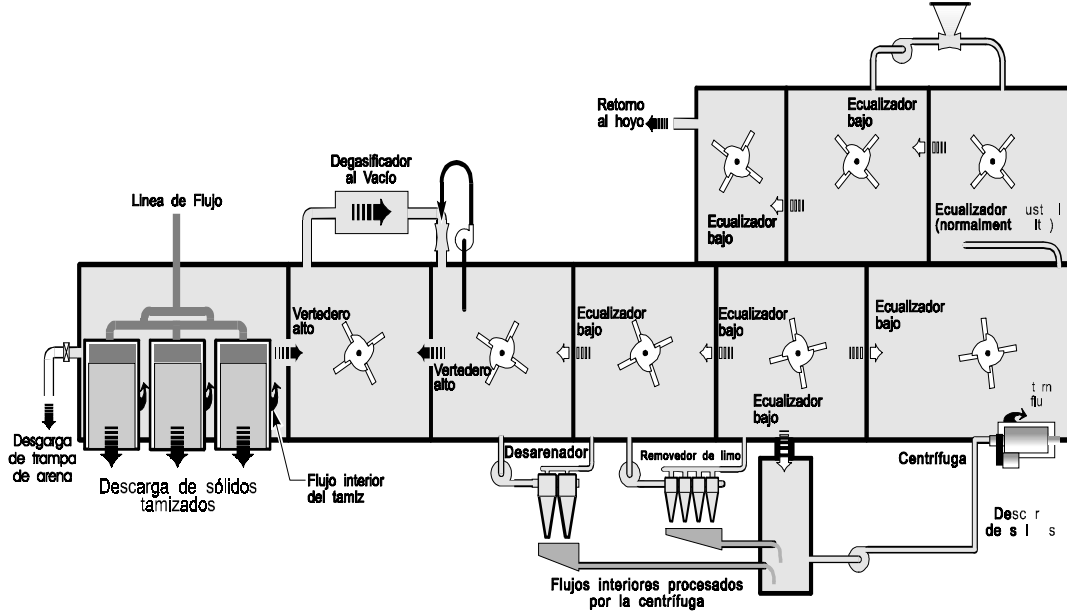 Retorno
al hoyo
Ecualizador
bajo
Degasificador
al Vacío
Linea de Flujo
Ecualizador
bajo
Ecualizador
(normalment
Vertedero
alto
Vertedero
alto
Ecualizador
bajo
Ecualizador
bajo
Ecualizador
bajo
Ecualizador
bajo
Desgarga
de trampa
de arena
Descarga de sólidos
tamizados
Flujo interior
del tamiz
Desarenador
Removedor de limo
Centrífuga
Flujos interiores procesados
por la centrífuga